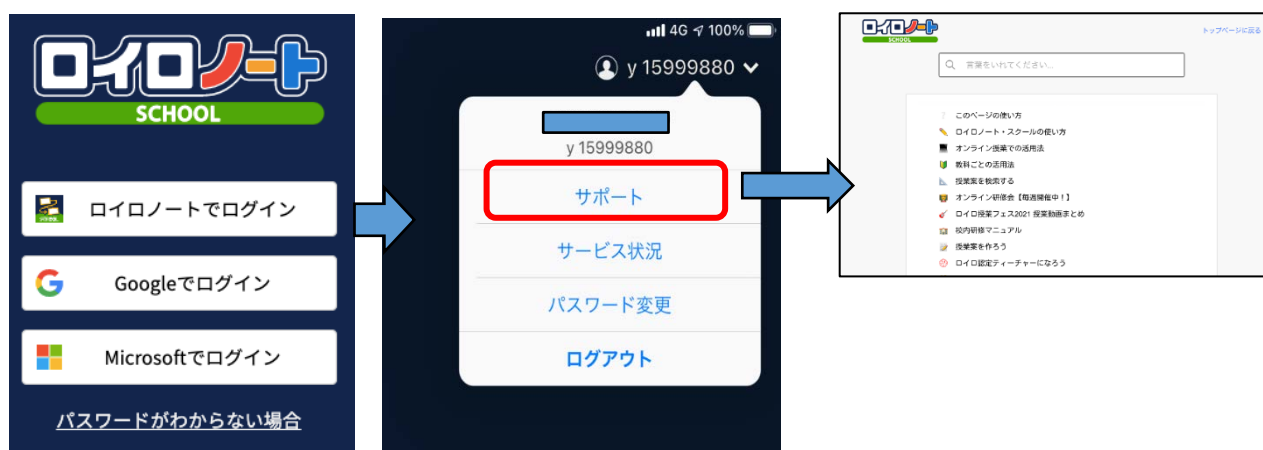 ロイロノート
SCHOOL
ロイロノートでログイン
Googleでログイン
Microsoftでログイン
パスワードがわからない場合
4G 100%
y 15999880
y 15999880
サポート
サービス状況
パスワード変更
ログアウト
ロイロノート
SCHOOL
トップページに戻る
言葉をいれてください...
このページの使い方
ロイロノート・スクールの使い方
オンライン授業での活用法
教科ごとの活用法
授業案を検索する
オンライン研修会【毎週開催中！】
ロイロ授業フェス2021 授業動画まとめ
校内研修マニュアル
授業案を作ろう
ロイロ認定ティーチャーになろう